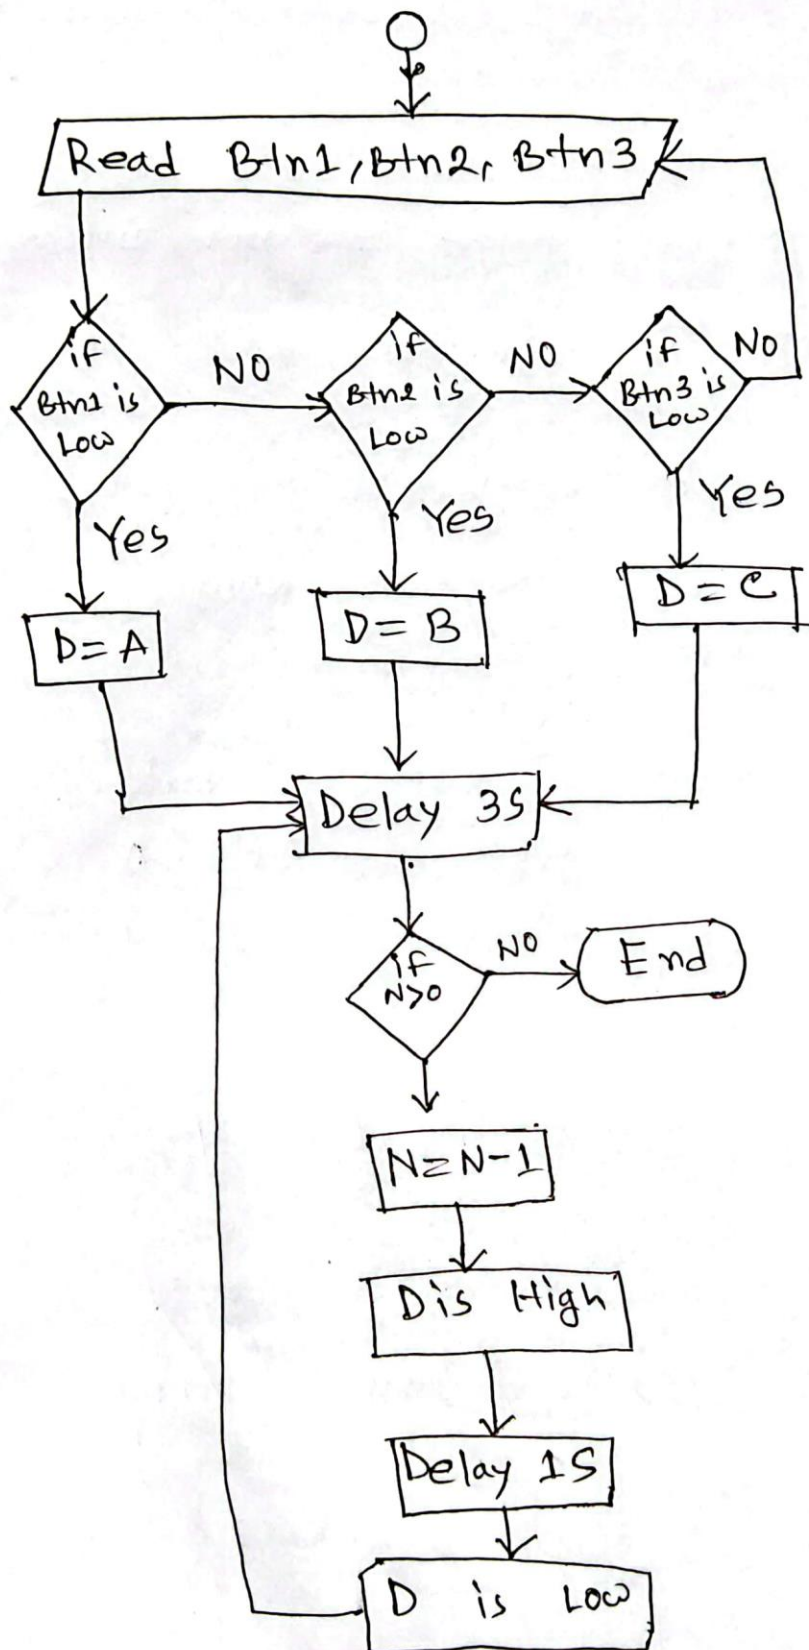 Read Btn1, Btn2, Btn3
if
Btn1 is
Low
NO
if
Btn2 is
Low
NO
if
Btn3 is
Low
NO
Yes
Yes
Yes
D = A
D = B
D = C
Delay 3S
if
N>0
NO
End
N = N-1
D is High
Delay 1S
D is Low